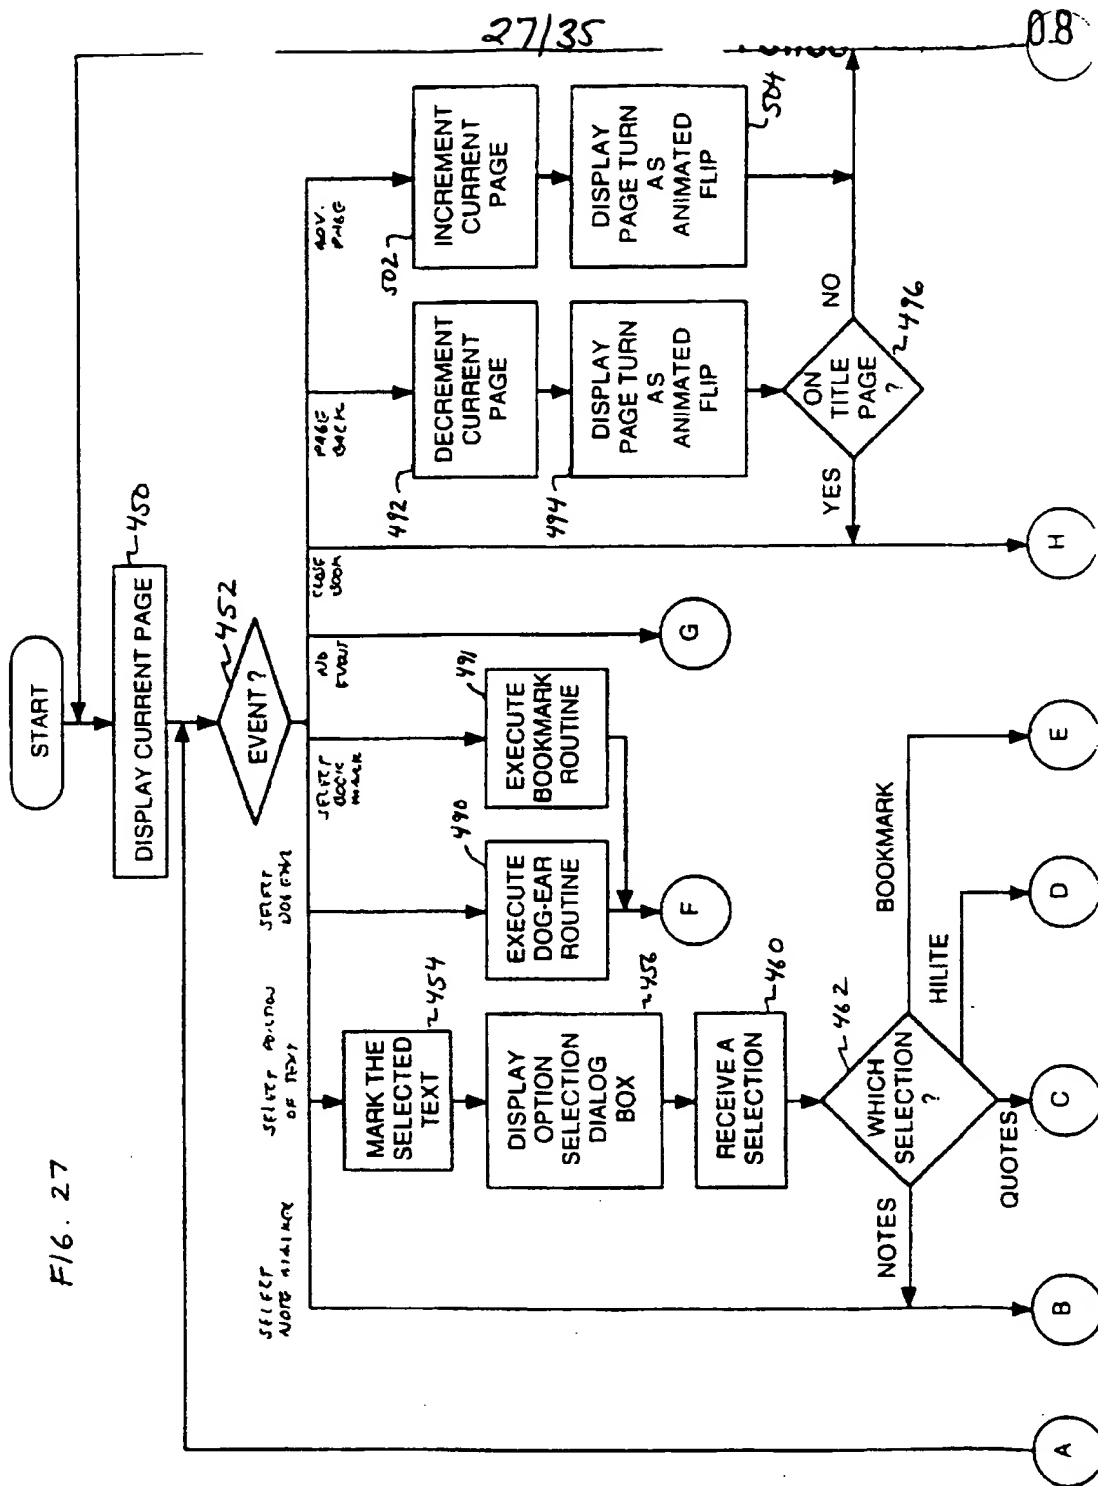 27/35
08
FIG. 27
START
DISPLAY CURRENT PAGE
450
EVENT?
452
SELECT
NOTE MARKER
SELECT PORTION
OF TEXT
SELECT
DOG EAR
SELECT
BOOK
MARK
NO
EVENT
CLOSE
BOOK
PAGE
BACK
ADV.
PAGE
MARK THE
SELECTED
TEXT
454
DISPLAY
OPTION
SELECTION
DIALOG
BOX
456
RECEIVE A
SELECTION
460
WHICH
SELECTION
?
462
NOTES
QUOTES
HILITE
BOOKMARK
490
EXECUTE
DOG-EAR
ROUTINE
491
EXECUTE
BOOKMARK
ROUTINE
F
G
492
DECREMENT
CURRENT
PAGE
494
DISPLAY
PAGE TURN
AS
ANIMATED
FLIP
ON
TITLE
PAGE
?
496
YES
NO
502
INCREMENT
CURRENT
PAGE
DISPLAY
PAGE TURN
AS
ANIMATED
FLIP
504
A
B
C
D
E
H